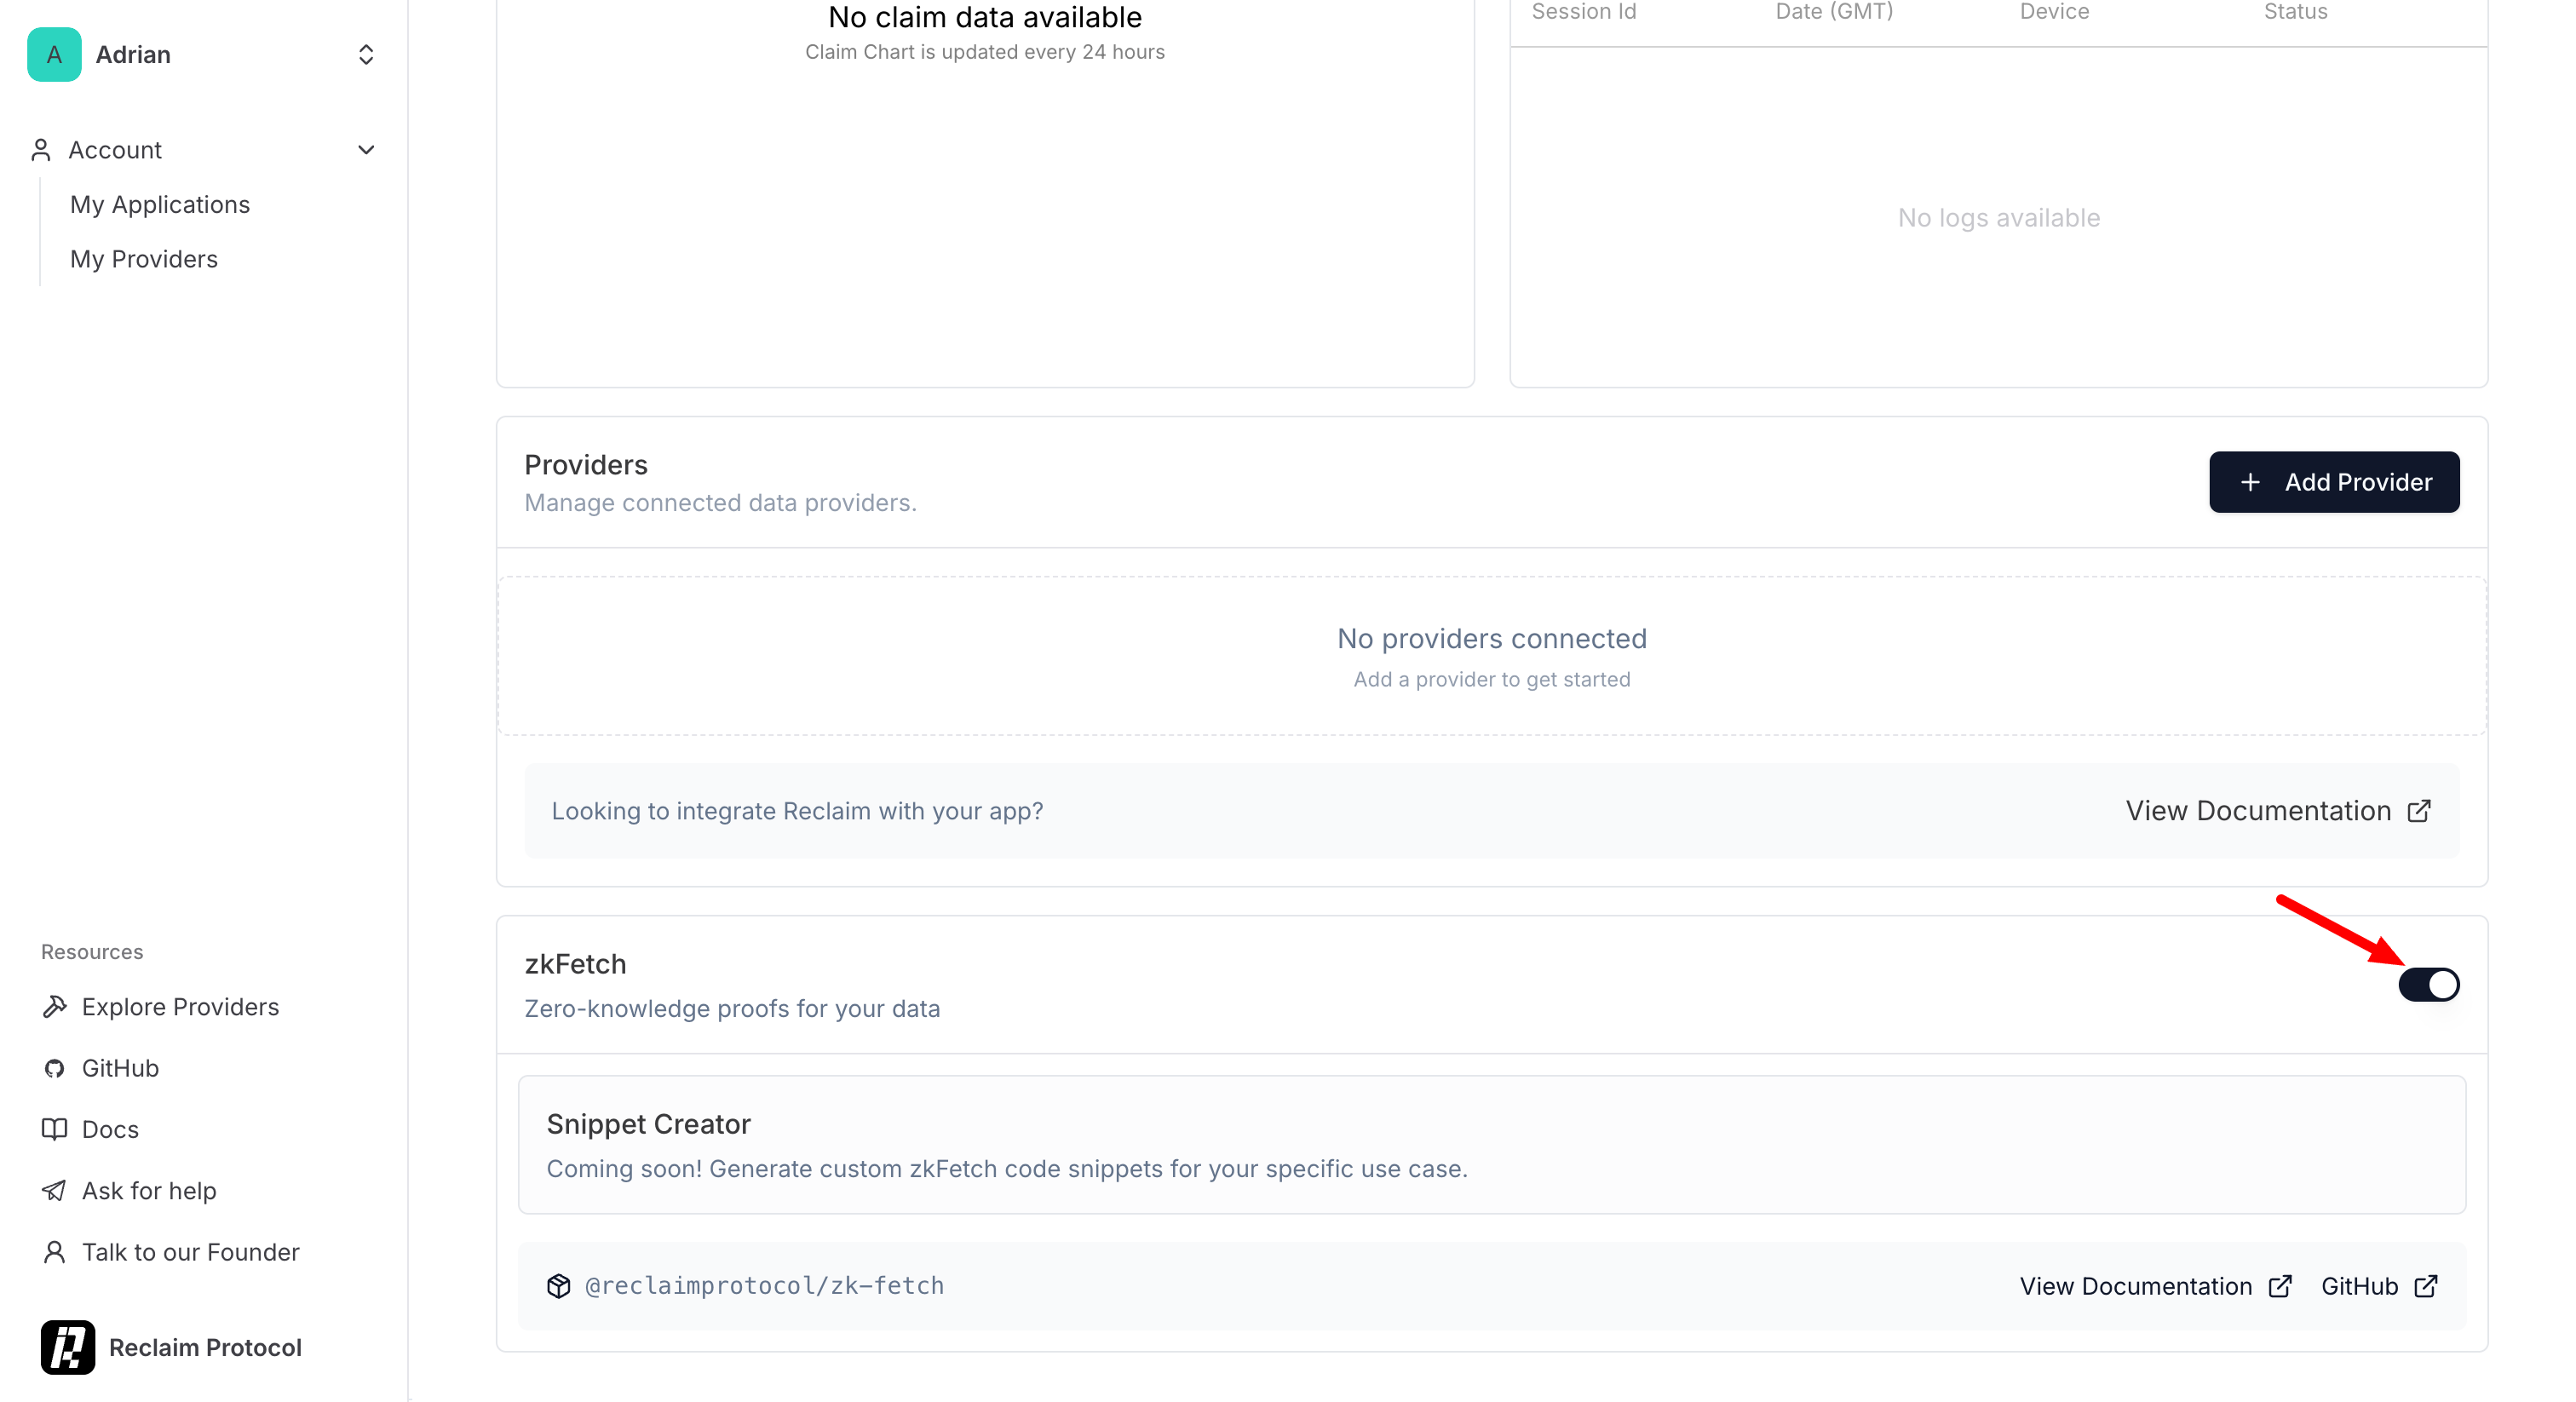 A
Adrian
Account
My Applications
My Providers
Resources
Explore Providers
GitHub
Docs
Ask for help
Talk to our Founder
Reclaim Protocol
No claim data available
Claim Chart is updated every 24 hours
Session Id Date (GMT) Device Status
No logs available
Providers
Manage connected data providers.
+ Add Provider
No providers connected
Add a provider to get started
Looking to integrate Reclaim with your app?
View Documentation
zkFetch
Zero-knowledge proofs for your data
Snippet Creator
Coming soon! Generate custom zkFetch code snippets for your specific use case.
@reclaimprotocol/zk-fetch
View Documentation GitHub